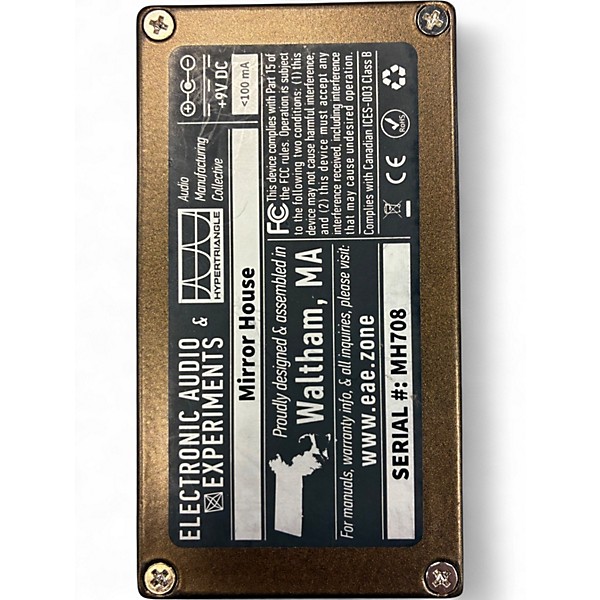 ELECTRONIC AUDIO
EXPERIMENTS &
HYPERTRIANGLE
Audio
Manufacturing
Collective
+9V DC
<100 mA
Mirror House
Proudly designed & assembled in
Waltham, MA
FC This device complies with Part 15 of
the FCC rules. Operation is subject
to the following two conditions: (1) this
device may not cause harmful interference,
and (2) this device must accept any
interference received, including interference
that may cause undesired operation.
Complies with Canadian ICES-003 Class B
For manuals, warranty info, & all inquiries, please visit:
www.eae.zone
SERIAL #: MH708
CE
RoHS